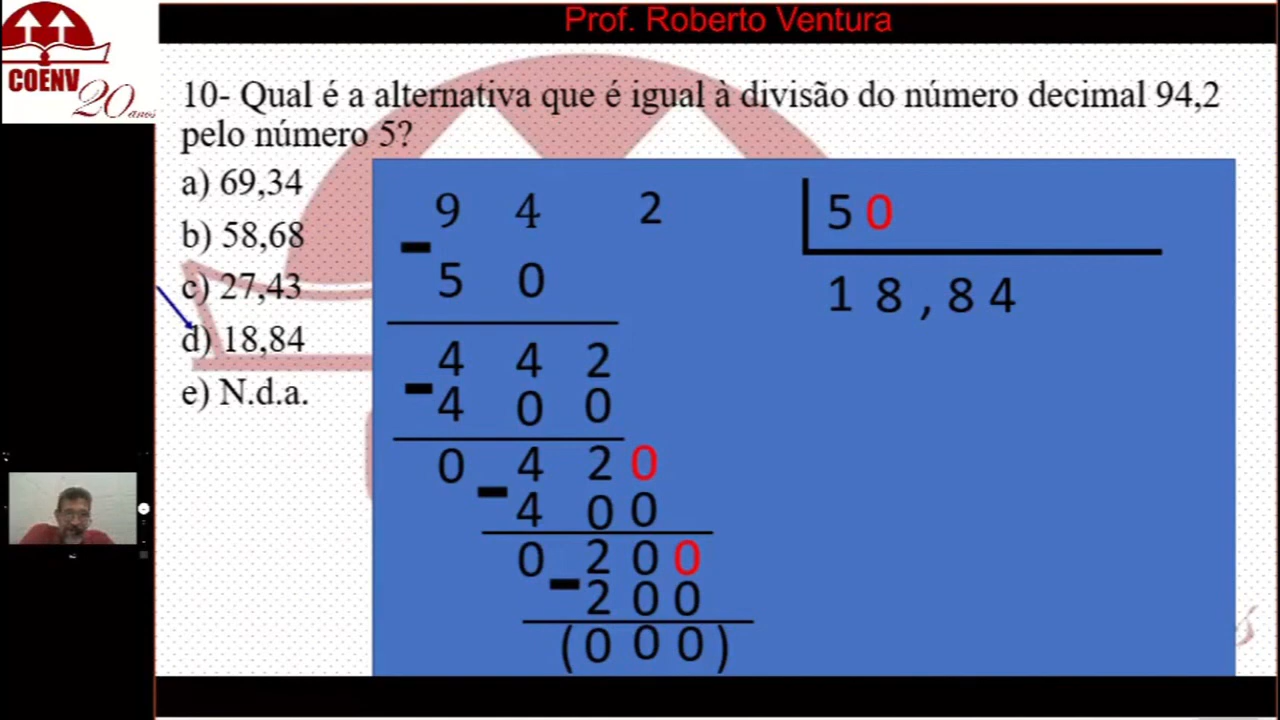 Prof. Roberto Ventura
COENV
20 anos
10- Qual é a alternativa que é igual à divisão do número decimal 94,2
pelo número 5?
a) 69,34
b) 58,68
c) 27,43
d) 18,84
e) N.d.a.
9 4 2 5 0
- 5 0 18,84
4 4 2
- 4 0 0
0 4 2 0
- 4 0 0
0 2 0 0
- 2 0 0
(0 0 0)